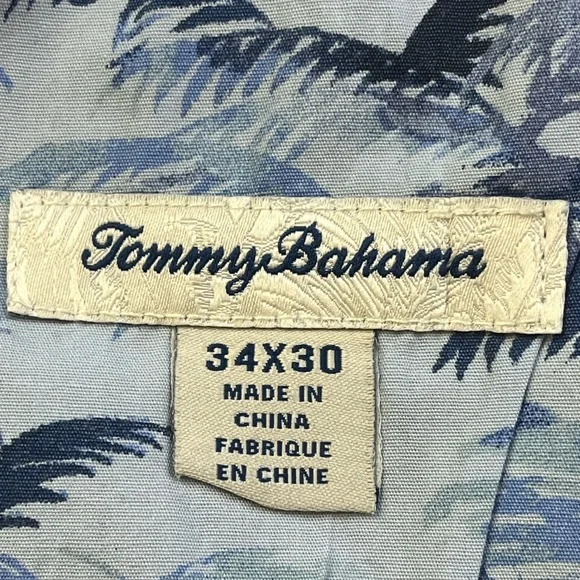 Tommy Bahama
34X30
MADE IN
CHINA
FABRIQUE
EN CHINE